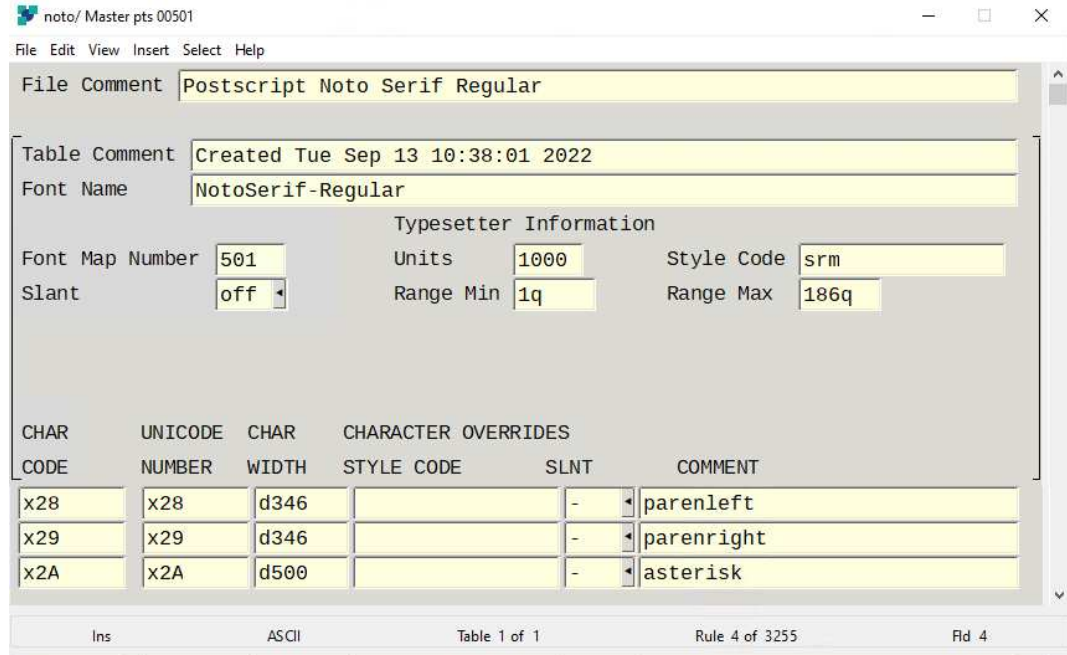 noto/ Master pts 00501
File Edit View Insert Select Help
File Comment Postscript Noto Serif Regular
Table Comment Created Tue Sep 13 10:38:01 2022
Font Name NotoSerif-Regular
Typesetter Information
Font Map Number 501 Units 1000 Style Code srm
Slant off Range Min 1q Range Max 186q
CHAR UNICODE CHAR CHARACTER OVERRIDES
CODE NUMBER WIDTH STYLE CODE SLNT COMMENT
x28 x28 d346 - parenleft
x29 x29 d346 - parenright
x2A x2A d500 - asterisk
Ins ASCII Table 1 of 1 Rule 4 of 3255 Fld 4